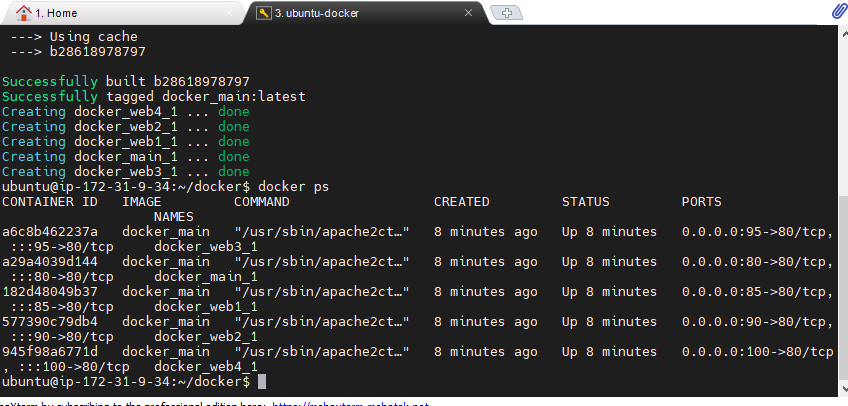 1. Home
3. ubuntu-docker
---> Using cache
---> b28618978797
Successfully built b28618978797
Successfully tagged docker_main:latest
Creating docker_web4_1 ... done
Creating docker_web2_1 ... done
Creating docker_web1_1 ... done
Creating docker_main_1 ... done
Creating docker_web3_1 ... done
ubuntu@ip-172-31-9-34:~/docker$ docker ps
CONTAINER ID   IMAGE         COMMAND                  CREATED         STATUS         PORTS
NAMES
a6c8b462237a   docker_main   "/usr/sbin/apache2ct…"   8 minutes ago   Up 8 minutes   0.0.0.0:95->80/tcp,
:::95->80/tcp     docker_web3_1
a29a4039d144   docker_main   "/usr/sbin/apache2ct…"   8 minutes ago   Up 8 minutes   0.0.0.0:80->80/tcp,
:::80->80/tcp     docker_main_1
182d48049b37   docker_main   "/usr/sbin/apache2ct…"   8 minutes ago   Up 8 minutes   0.0.0.0:85->80/tcp,
:::85->80/tcp     docker_web1_1
577390c79db4   docker_main   "/usr/sbin/apache2ct…"   8 minutes ago   Up 8 minutes   0.0.0.0:90->80/tcp,
:::90->80/tcp     docker_web2_1
945f98a6771d   docker_main   "/usr/sbin/apache2ct…"   8 minutes ago   Up 8 minutes   0.0.0.0:100->80/tcp
, :::100->80/tcp   docker_web4_1
ubuntu@ip-172-31-9-34:~/docker$